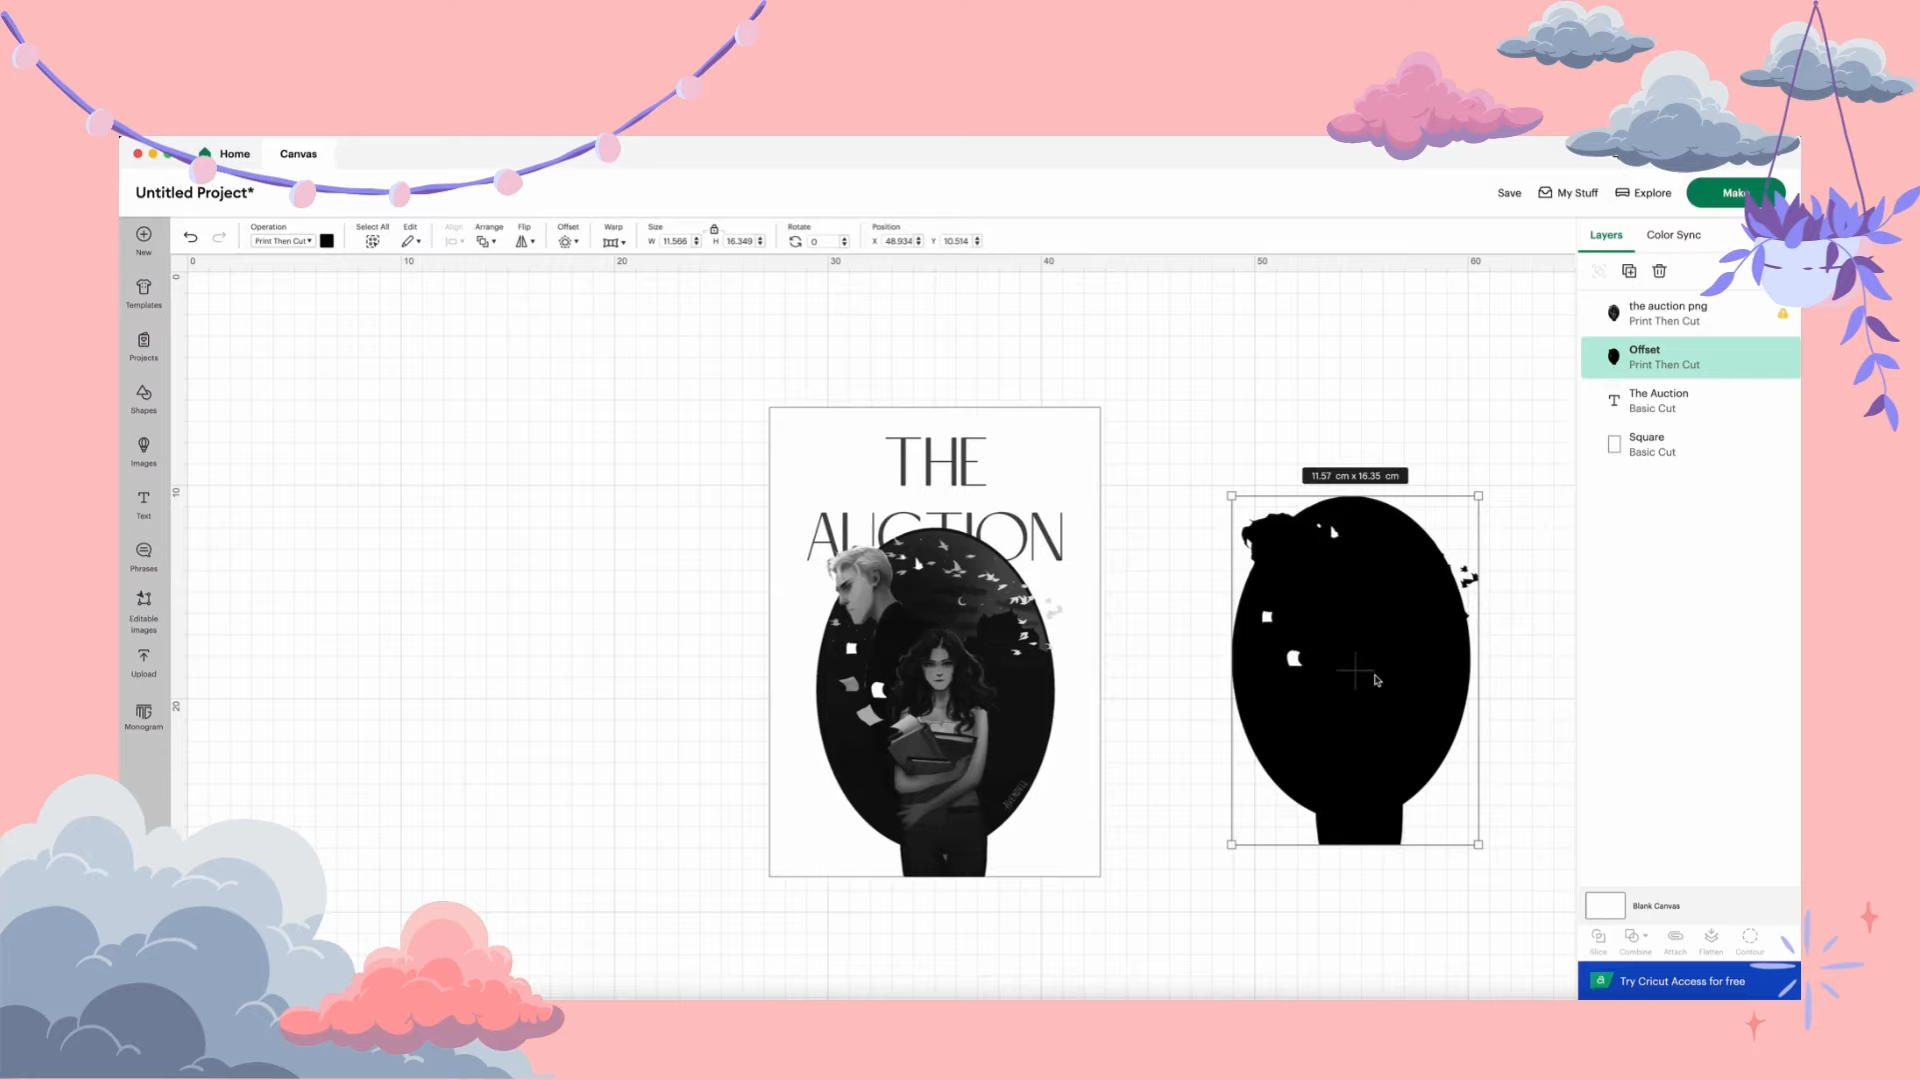 Home
Canvas
Untitled Project*
Save
My Stuff
Explore
Make
Operation
Print Then Cut
Select All
Edit
Align
Arrange
Flip
Offset
Warp
Size
W 11.566
H 16.349
Rotate
0
Position
X 48.934
Y 10.514
Layers
Color Sync
New
Templates
Projects
Shapes
Images
Text
Phrases
Editable
Images
Upload
Monogram
0
10
20
30
40
50
60
0
10
20
THE
AUCTION
11.57 cm x 16.35 cm
the auction png
Print Then Cut
Offset
Print Then Cut
The Auction
Basic Cut
Square
Basic Cut
Blank Canvas
Slice
Combine
Attach
Flatten
Contour
Try Cricut Access for free